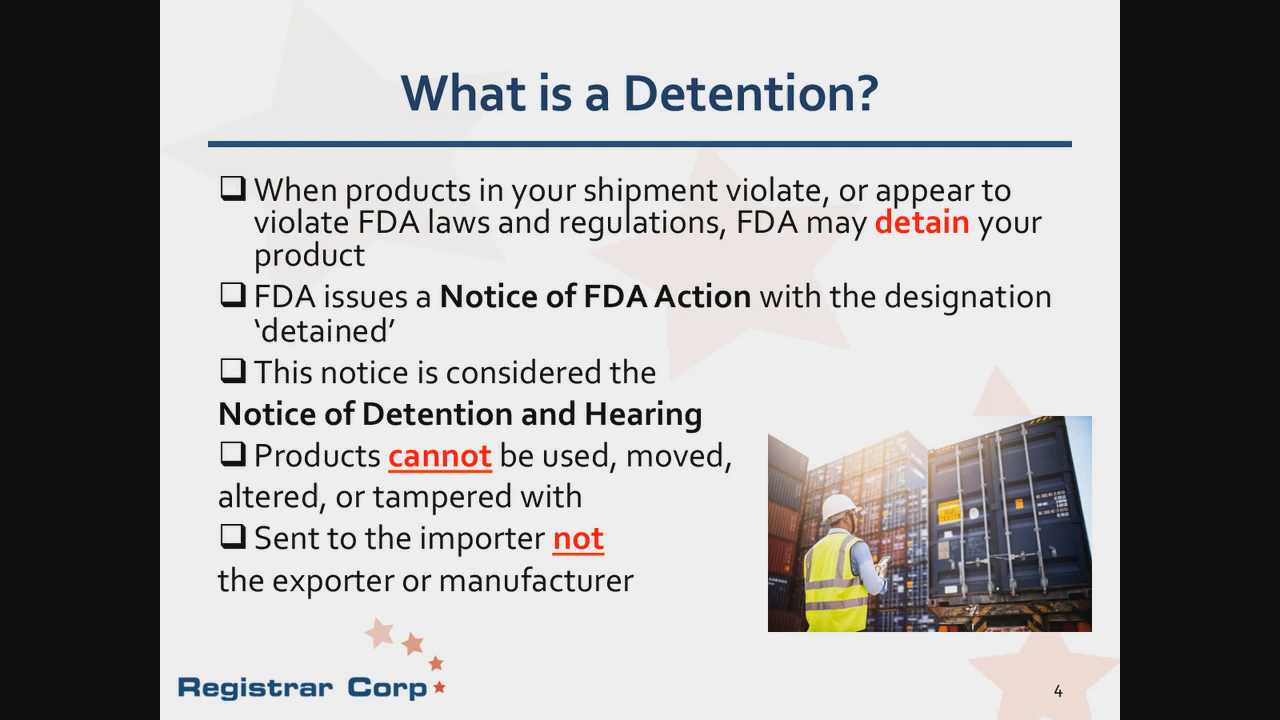 What is a Detention?
❑ When products in your shipment violate, or appear to
violate FDA laws and regulations, FDA may detain your
product
❑ FDA issues a Notice of FDA Action with the designation
‘detained’
❑ This notice is considered the
Notice of Detention and Hearing
❑ Products cannot be used, moved,
altered, or tampered with
❑ Sent to the importer not
the exporter or manufacturer
Registrar Corp
4